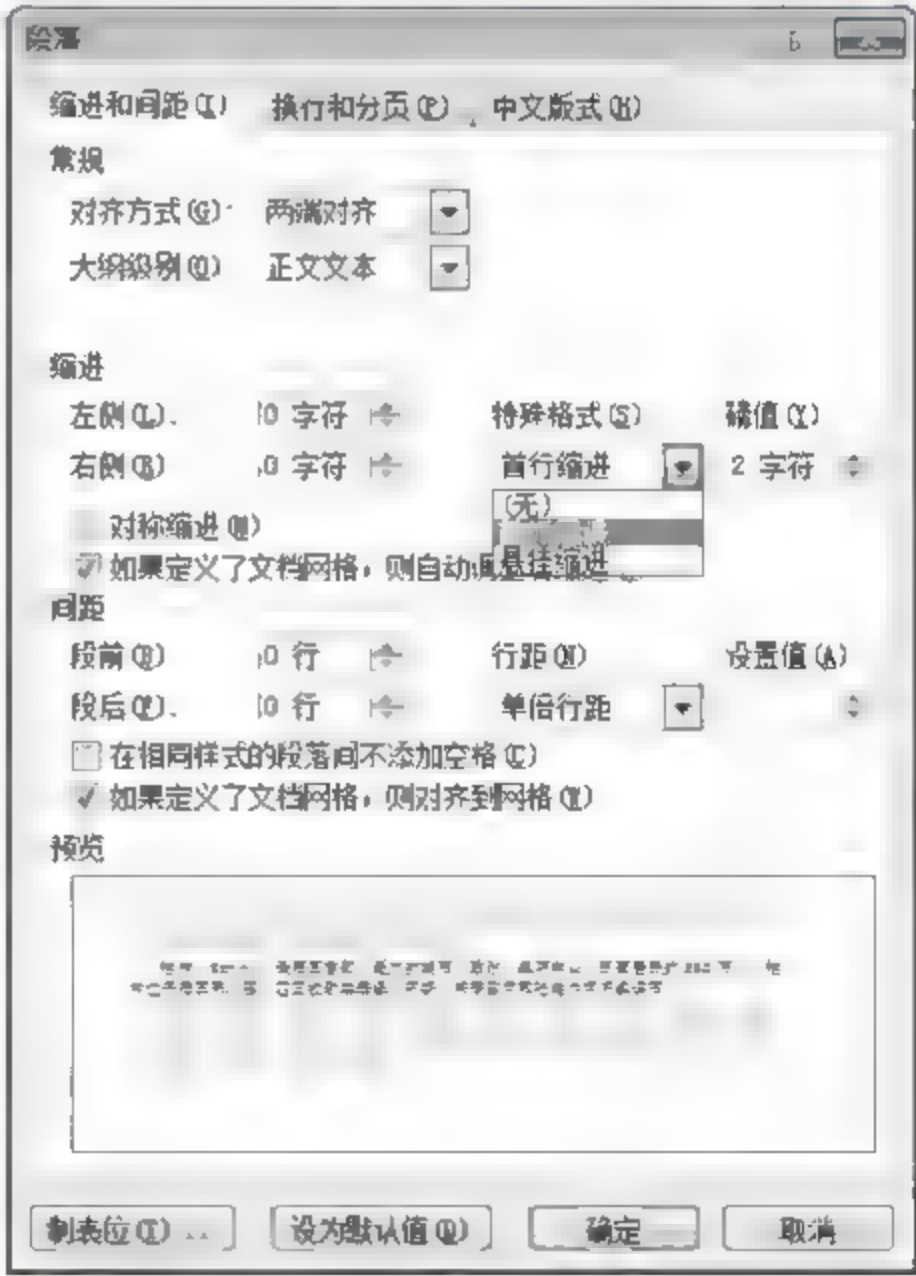 段落
缩进和间距(I) 换行和分页(P) 中文版式(H)
常规
对齐方式(G): 两端对齐
大纲级别(O) 正文文本
缩进
左侧(L): 0 字符 特殊格式(S) 磅值(Y)
右侧(R) 0 字符 首行缩进 2 字符
(无)
对称缩进(M)
悬挂缩进
如果定义了文档网格，则自动调
间距
段前(B) 0 行 行距(N) 设置值(A)
段后(F): 0 行 单倍行距
在相同样式的段落间不添加空格(C)
如果定义了文档网格，则对齐到网格(W)
预览
制表位(T)... 设为默认值(D) 确定 取消